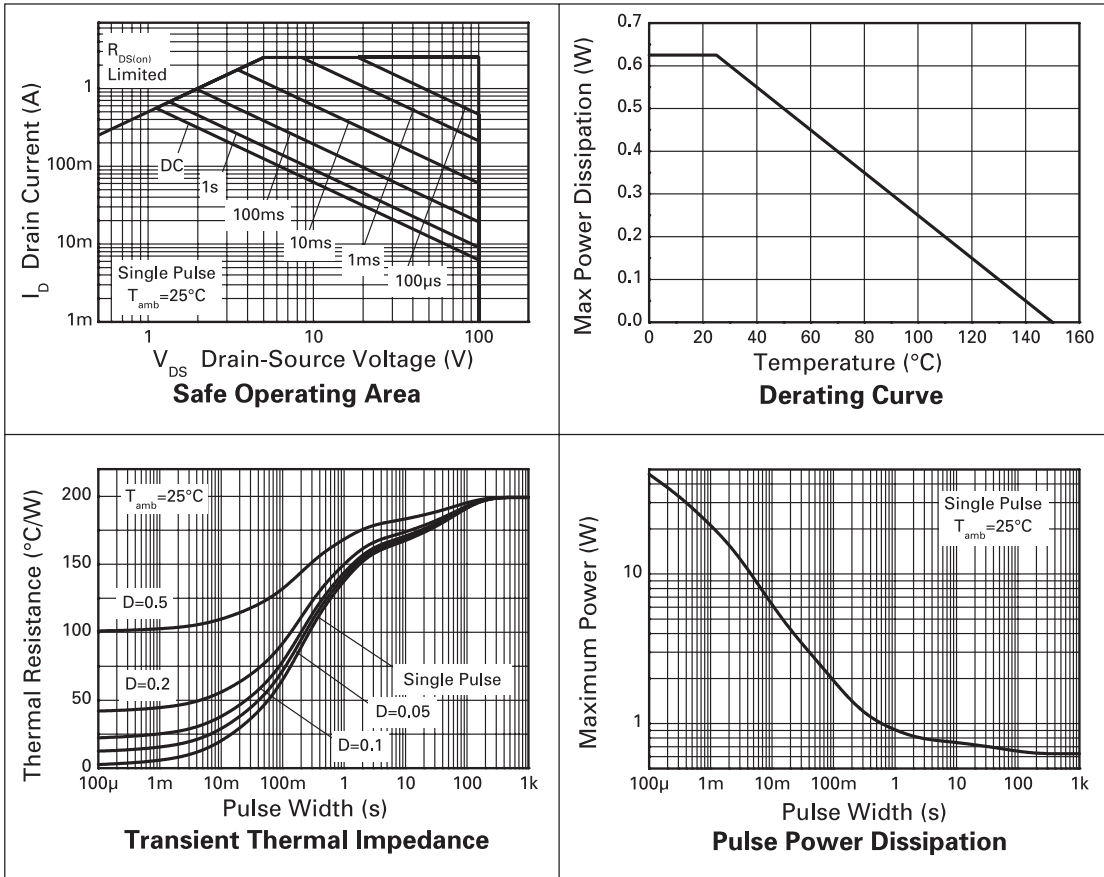 R
DS(on)
Limited
1
100m
10m
1m
I_D Drain Current (A)
DC
1s
100ms
10ms
1ms
100µs
Single Pulse
T_amb=25°C
1 10 100
V_DS Drain-Source Voltage (V)
Safe Operating Area
0.7
0.6
0.5
0.4
0.3
0.2
0.1
0.0
Max Power Dissipation (W)
0 20 40 60 80 100 120 140 160
Temperature (°C)
Derating Curve
200
150
100
50
0
Thermal Resistance (°C/W)
T_amb=25°C
D=0.5
D=0.2
Single Pulse
D=0.05
D=0.1
100µ 1m 10m 100m 1 10 100 1k
Pulse Width (s)
Transient Thermal Impedance
10
1
Maximum Power (W)
Single Pulse
T_amb=25°C
100µ 1m 10m 100m 1 10 100 1k
Pulse Width (s)
Pulse Power Dissipation